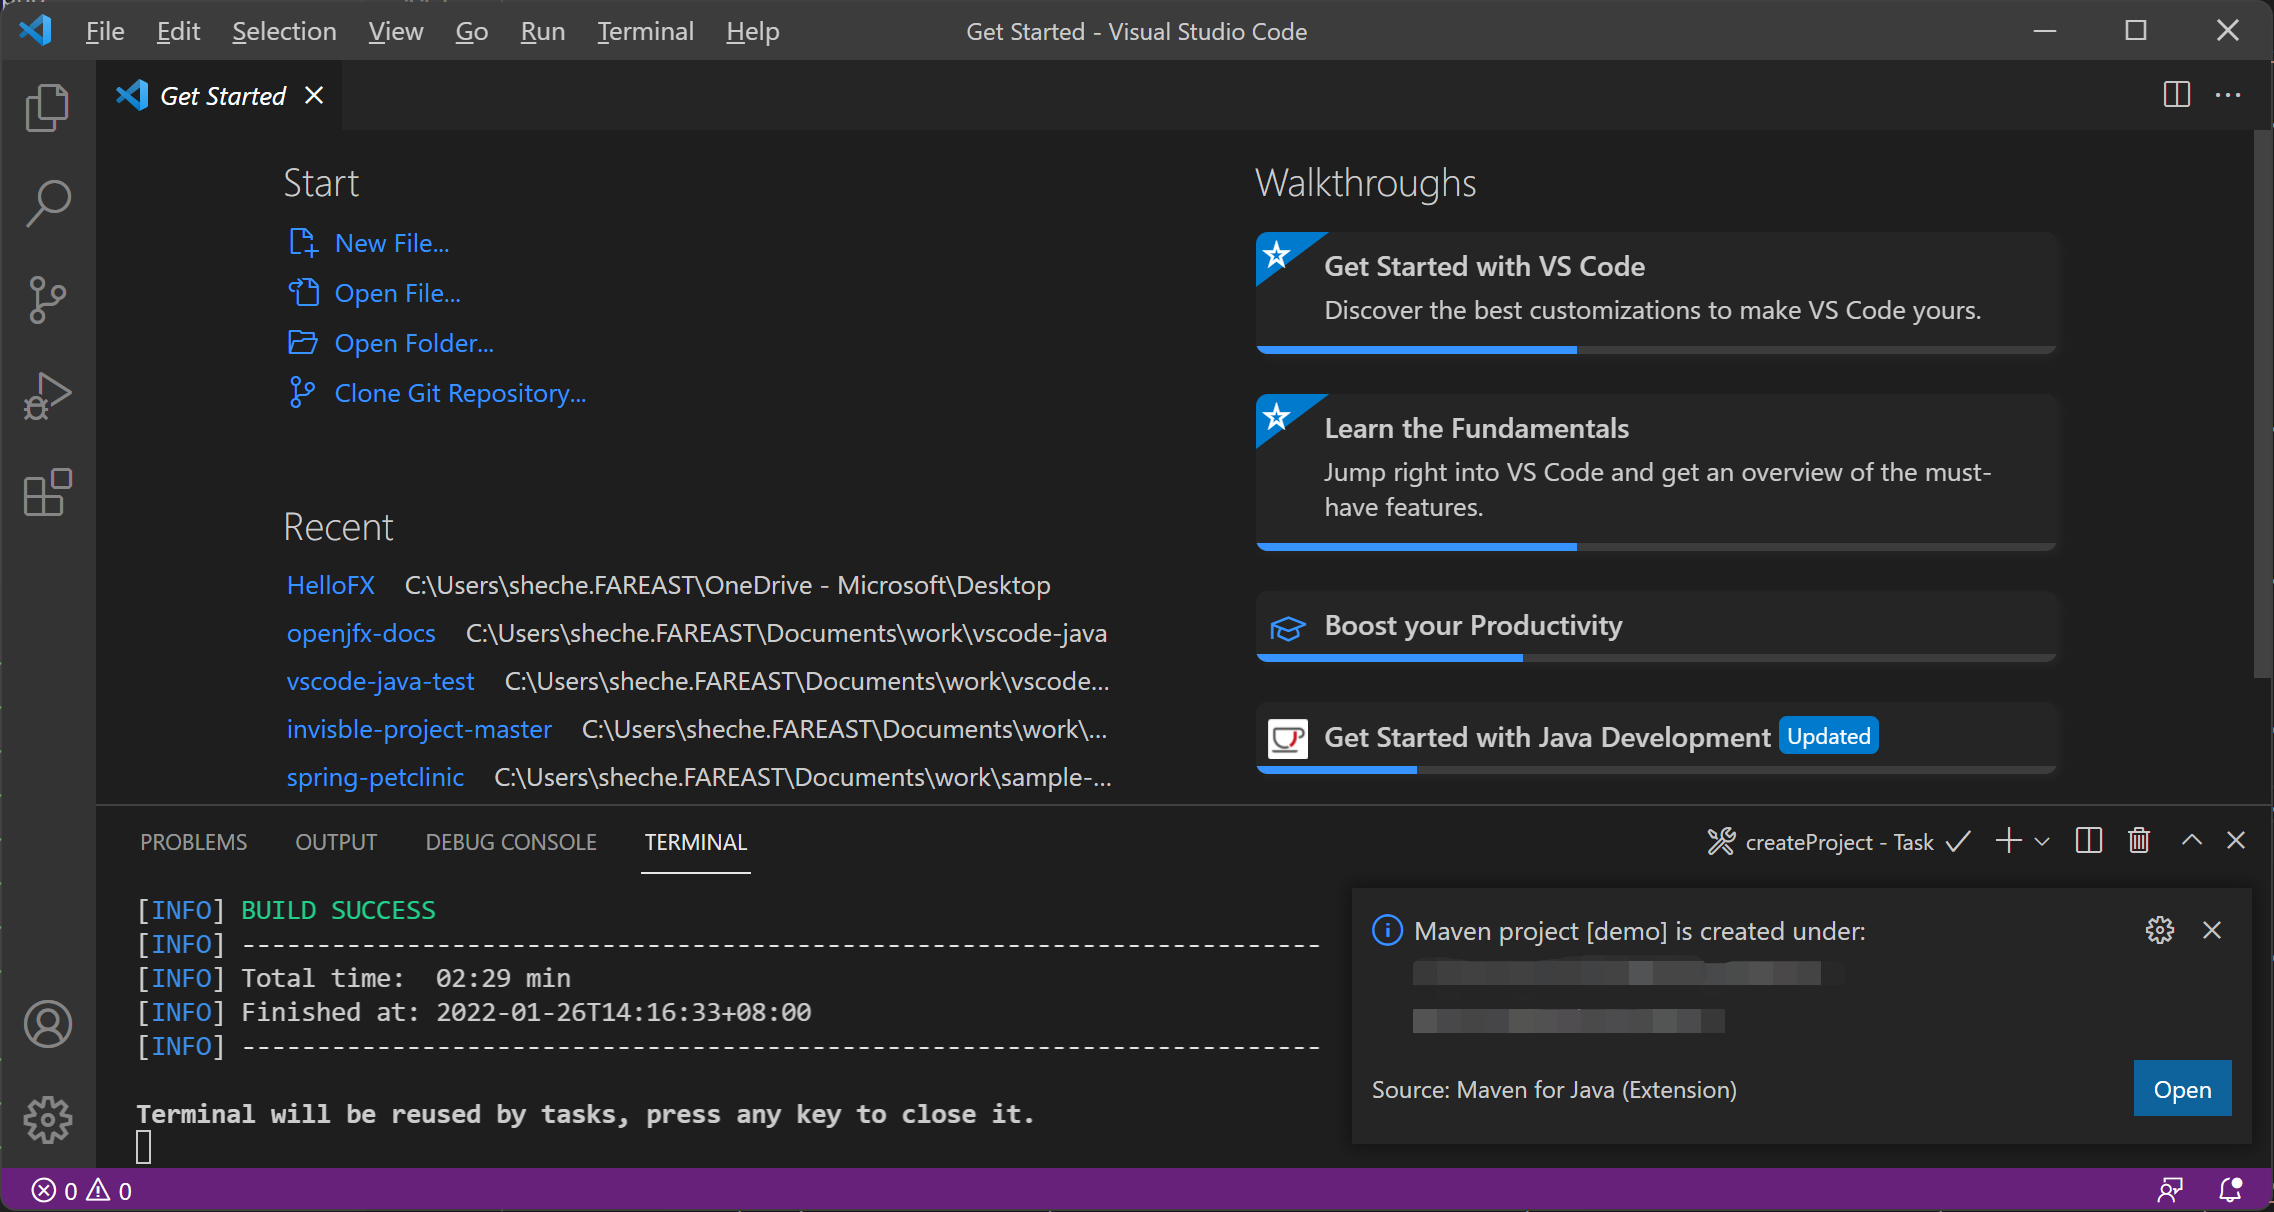 File Edit Selection View Go Run Terminal Help
Get Started - Visual Studio Code
Get Started
Start
New File...
Open File...
Open Folder...
Clone Git Repository...
Recent
HelloFX C:\Users\sheche.FAREAST\OneDrive - Microsoft\Desktop
openjfx-docs C:\Users\sheche.FAREAST\Documents\work\vscode-java
vscode-java-test C:\Users\sheche.FAREAST\Documents\work\vscode...
invisble-project-master C:\Users\sheche.FAREAST\Documents\work\...
spring-petclinic C:\Users\sheche.FAREAST\Documents\work\sample-...
Walkthroughs
Get Started with VS Code
Discover the best customizations to make VS Code yours.
Learn the Fundamentals
Jump right into VS Code and get an overview of the must-
have features.
Boost your Productivity
Get Started with Java Development Updated
PROBLEMS OUTPUT DEBUG CONSOLE TERMINAL
createProject - Task
[INFO] BUILD SUCCESS
[INFO] ------------------------------------------------------------------------
[INFO] Total time:  02:29 min
[INFO] Finished at: 2022-01-26T14:16:33+08:00
[INFO] ------------------------------------------------------------------------
Terminal will be reused by tasks, press any key to close it.
Maven project [demo] is created under:
Source: Maven for Java (Extension)
Open
0 0